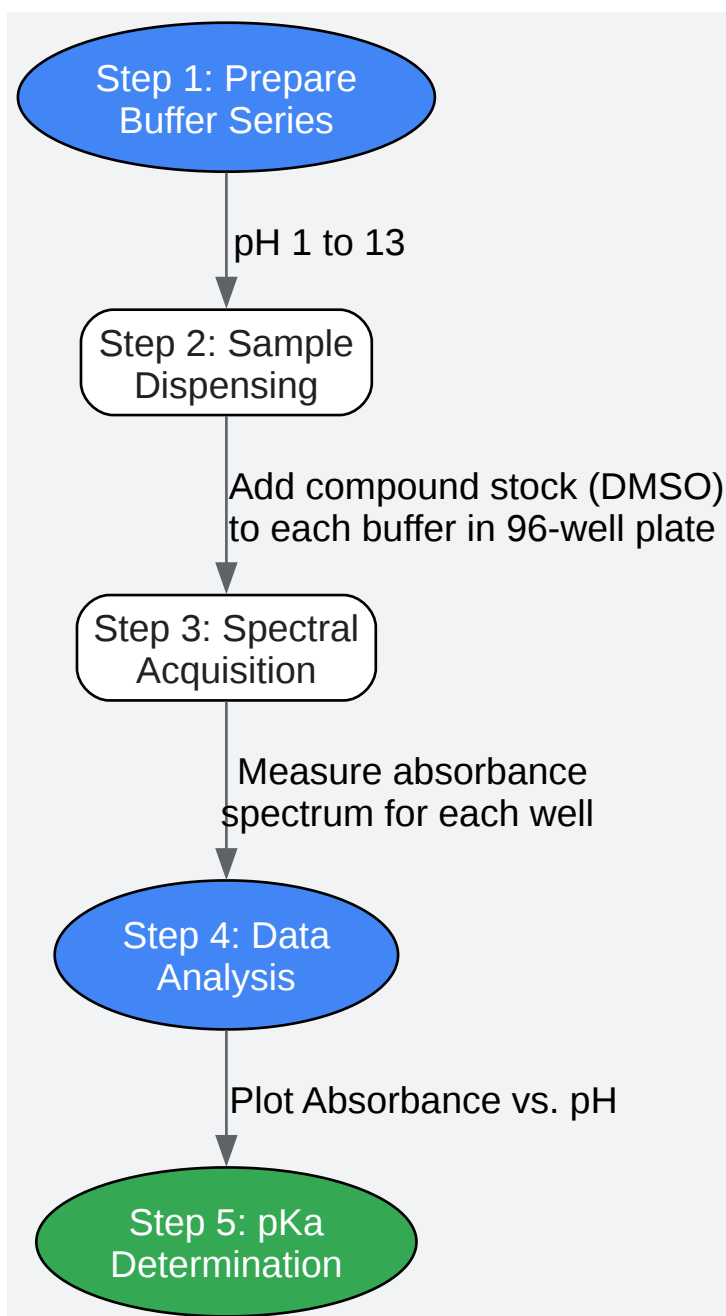 Step 1: Prepare
Buffer Series
pH 1 to 13
Step 2: Sample
Dispensing
Add compound stock (DMSO)
to each buffer in 96-well plate
Step 3: Spectral
Acquisition
Measure absorbance
spectrum for each well
Step 4: Data
Analysis
Plot Absorbance vs. pH
Step 5: pKa
Determination